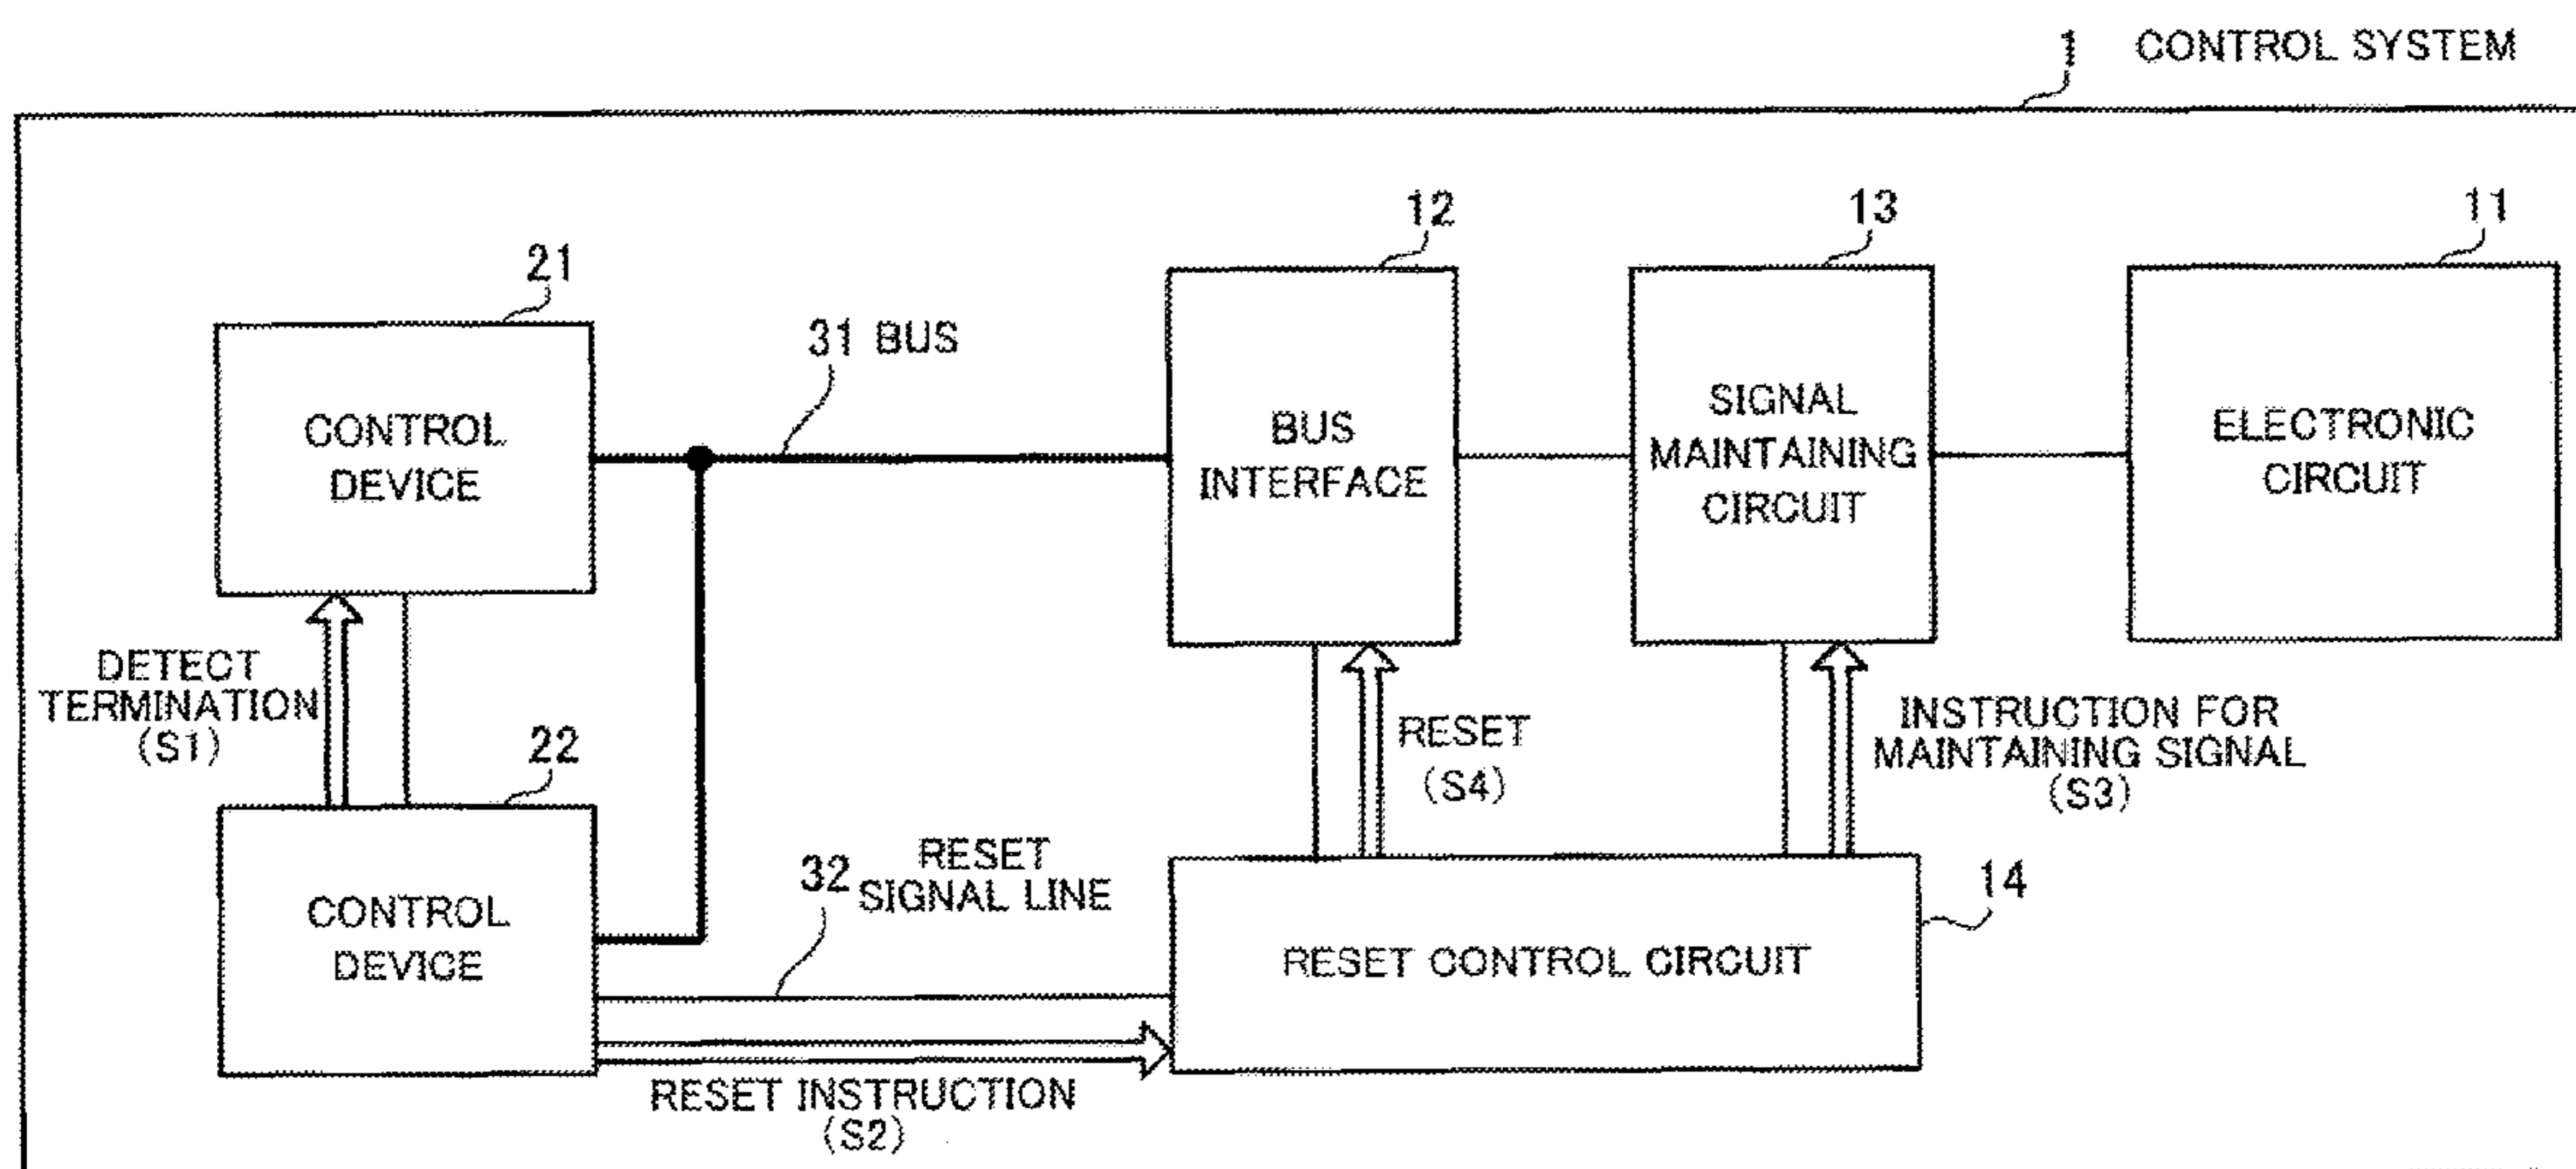 1 CONTROL SYSTEM
12
13
11
21
31 BUS
CONTROL
DEVICE
BUS
INTERFACE
SIGNAL
MAINTAINING
CIRCUIT
ELECTRONIC
CIRCUIT
DETECT
TERMINATION
(S1)
22
RESET
(S4)
INSTRUCTION FOR
MAINTAINING SIGNAL
(S3)
32
RESET
SIGNAL LINE
14
CONTROL
DEVICE
RESET CONTROL CIRCUIT
RESET INSTRUCTION
(S2)